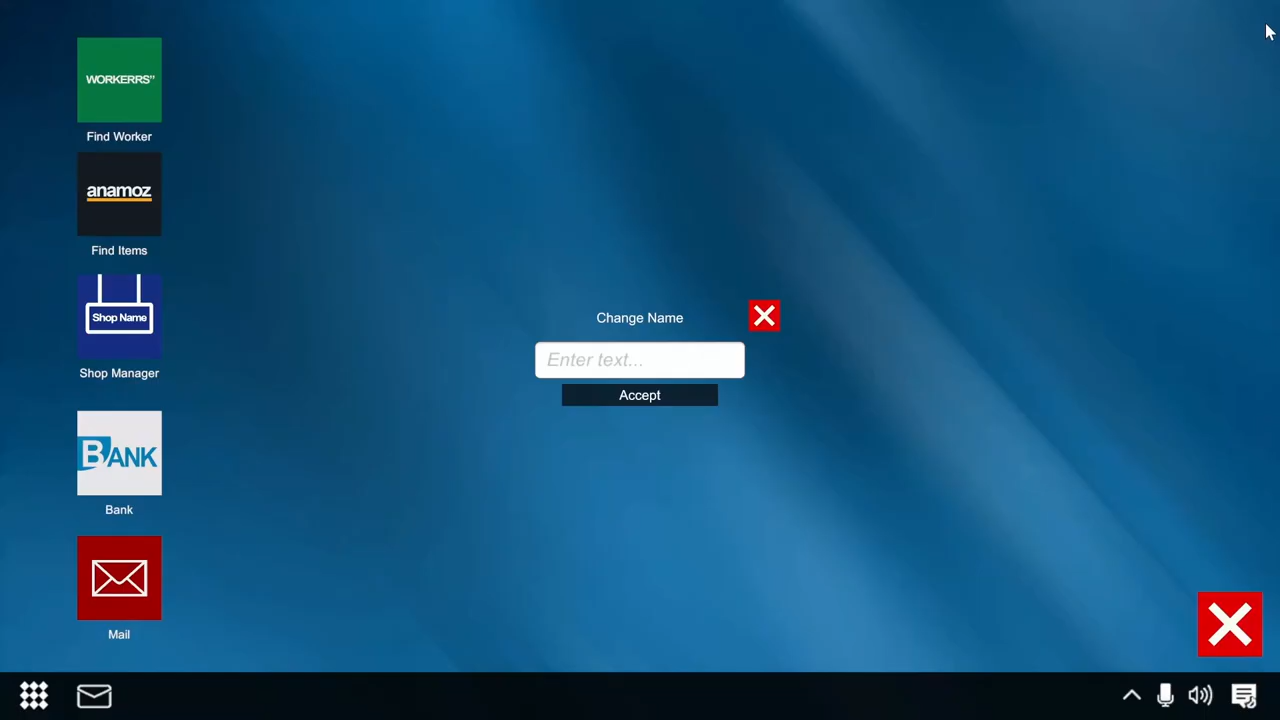 WORKERRS"
Find Worker
anamoz
Find Items
Shop Name
Shop Manager
BANK
Bank
Mail
Change Name
Enter text...
Accept